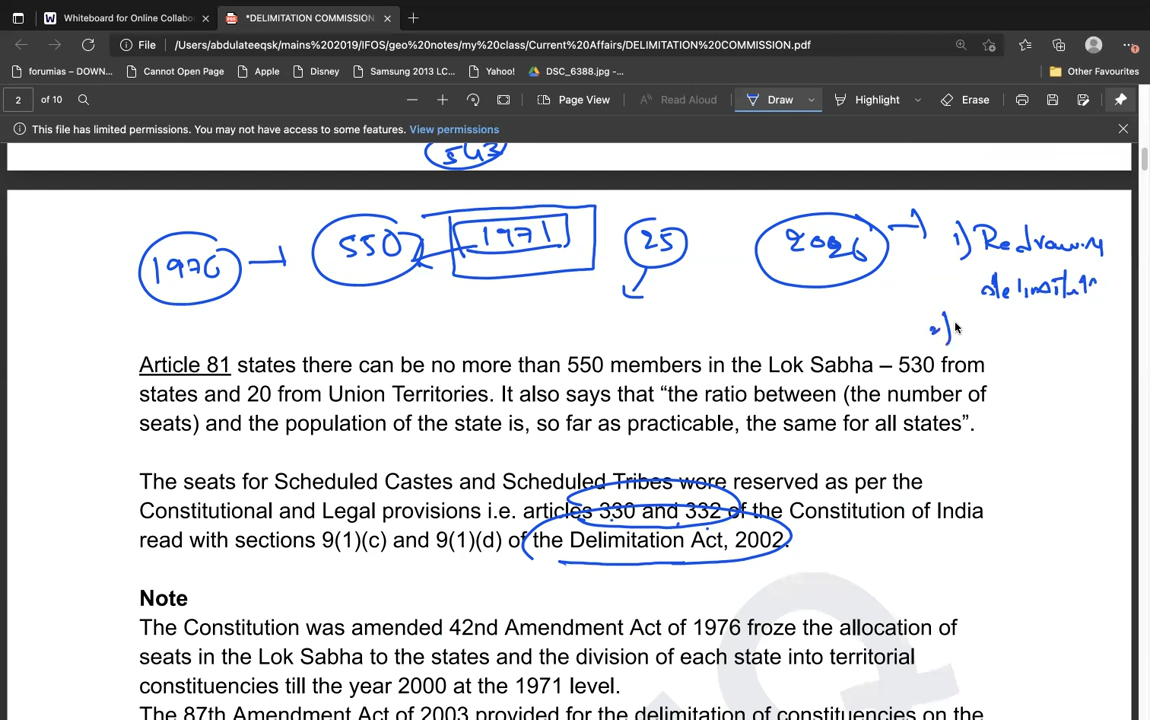 Whiteboard for Online Collabo
*DELIMITATION COMMISSION
File
/Users/abdulateeqsk/mains%202019/IFOS/geo%20notes/my%20class/Current%20Affairs/DELIMITATION%20COMMISSION.pdf
forumias – DOWN...
Cannot Open Page
Apple
Disney
Samsung 2013 LC...
Yahoo!
DSC_6388.jpg -...
Other Favourites
2 of 10
Page View
Read Aloud
Draw
Highlight
Erase
This file has limited permissions. You may not have access to some features. View permissions
543
1976 550 1971 25 2026 1) Redrawing
2)
Article 81 states there can be no more than 550 members in the Lok Sabha – 530 from
states and 20 from Union Territories. It also says that “the ratio between (the number of
seats) and the population of the state is, so far as practicable, the same for all states”.
The seats for Scheduled Castes and Scheduled Tribes were reserved as per the
Constitutional and Legal provisions i.e. articles 330 and 332 of the Constitution of India
read with sections 9(1)(c) and 9(1)(d) of the Delimitation Act, 2002.
Note
The Constitution was amended 42nd Amendment Act of 1976 froze the allocation of
seats in the Lok Sabha to the states and the division of each state into territorial
constituencies till the year 2000 at the 1971 level.
The 87th Amendment Act of 2003 provided for the delimitation of constituencies on the